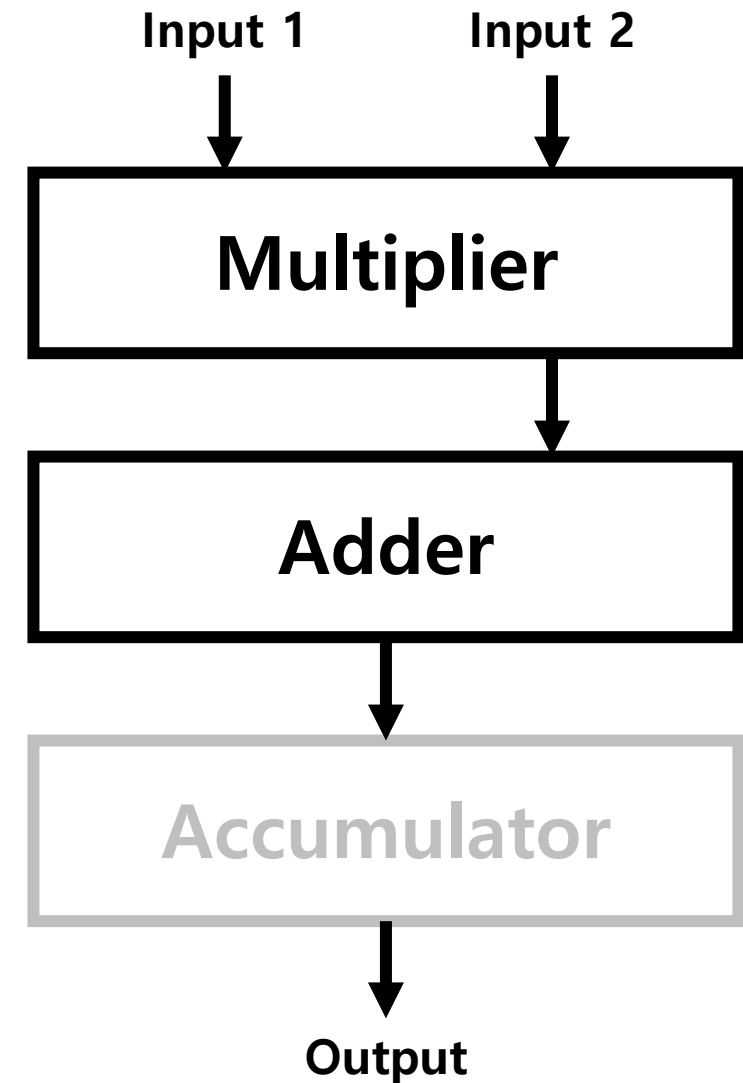 Input 1 Input 2
Multiplier
Adder
Accumulator
Output